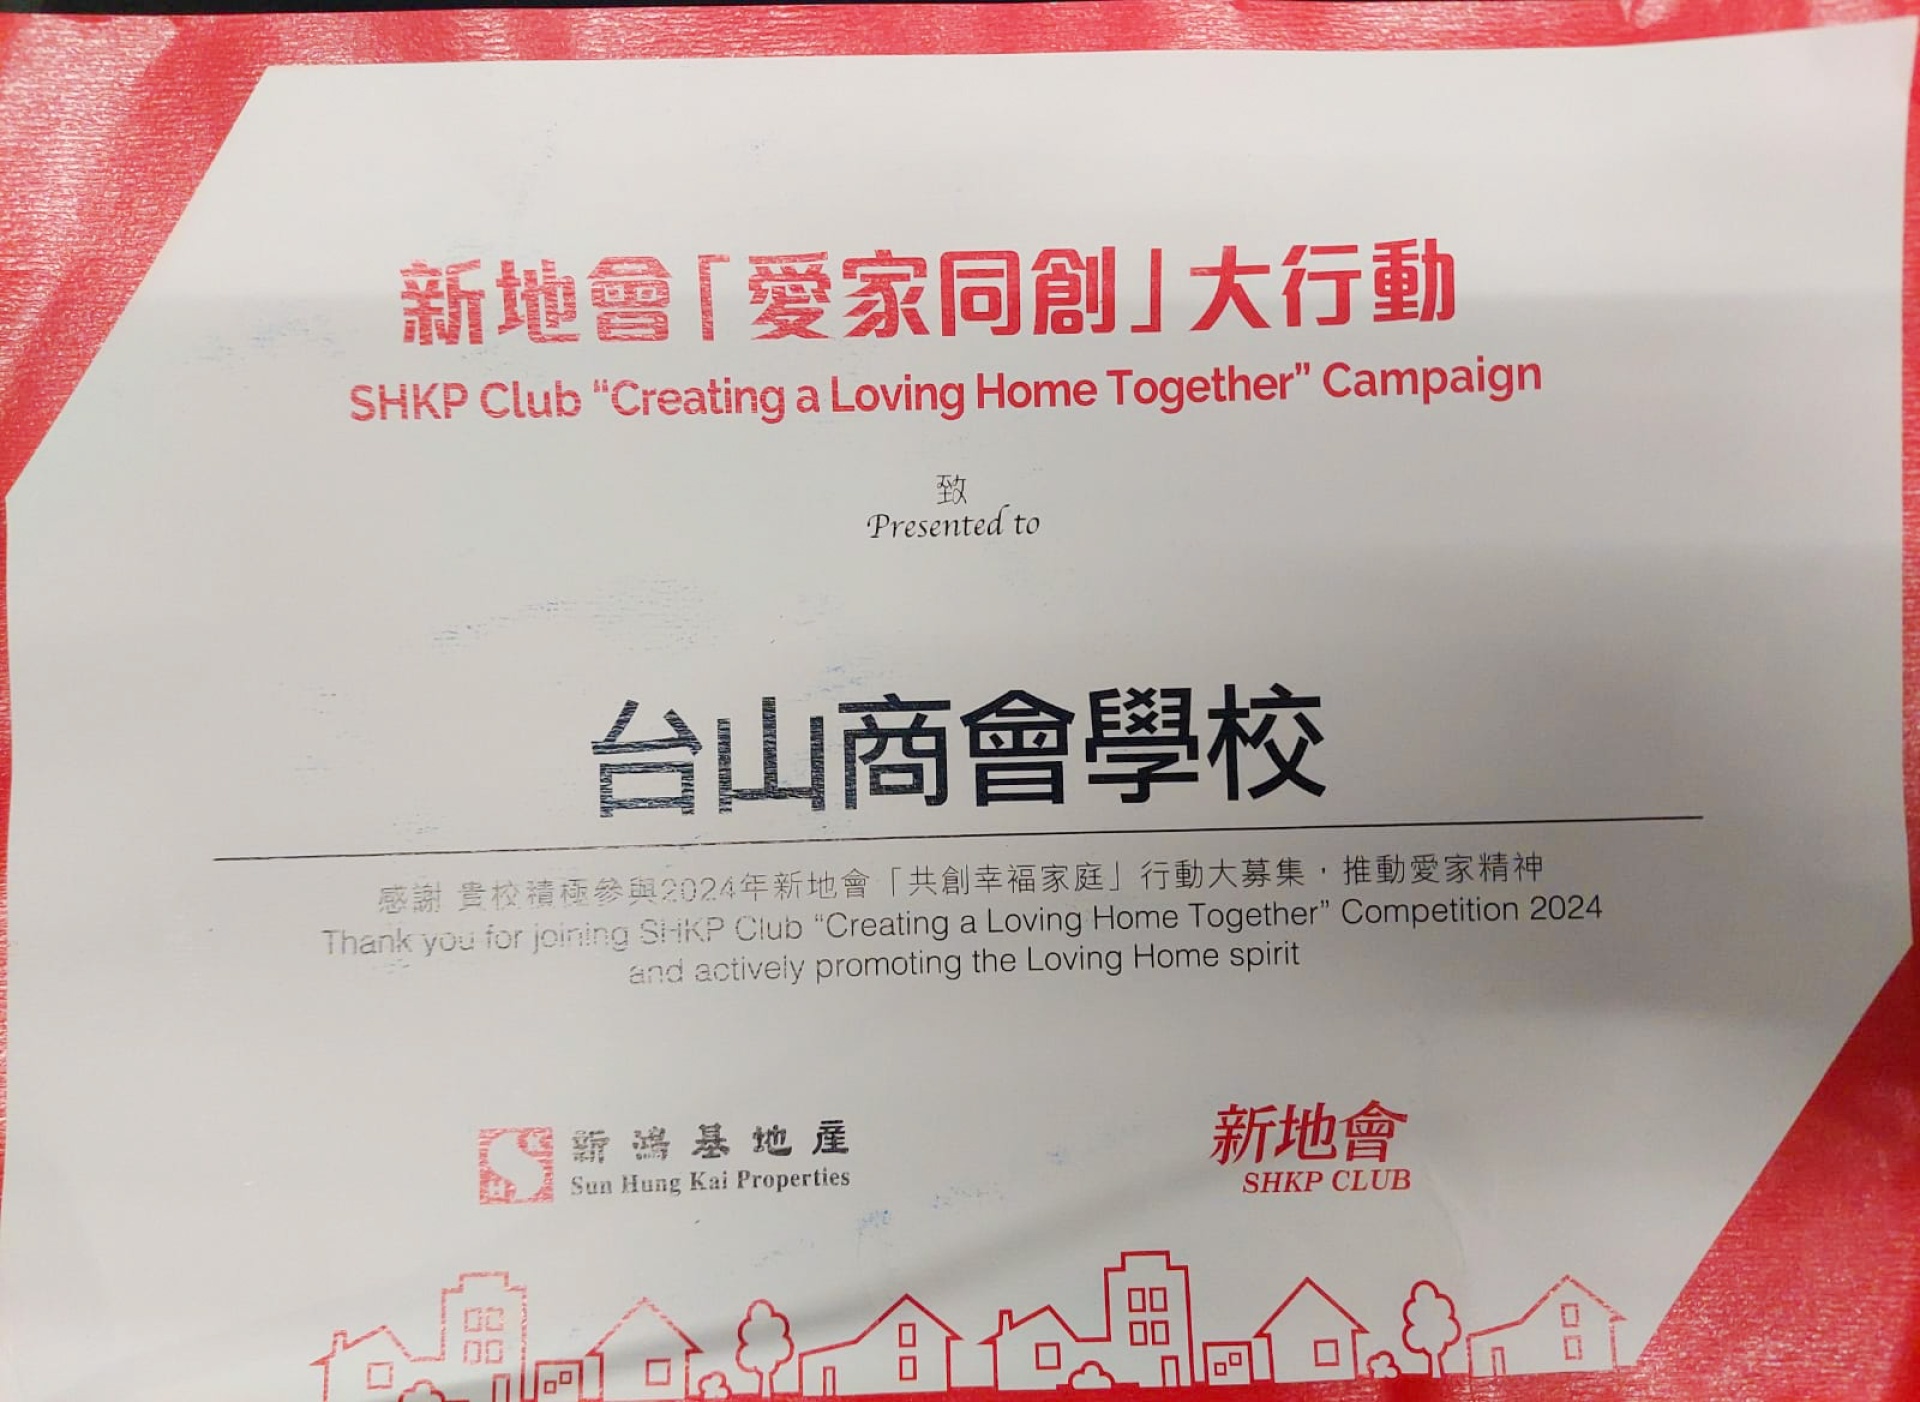 新地會「愛家同創」大行動
SHKP Club “Creating a Loving Home Together” Campaign
致
Presented to
台山商會學校
感謝 貴校積極參與2024年新地會「共創幸福家庭」行動大募集，推動愛家精神
Thank you for joining SHKP Club “Creating a Loving Home Together” Competition 2024
and actively promoting the Loving Home spirit
新鴻基地產
Sun Hung Kai Properties
新地會
SHKP CLUB